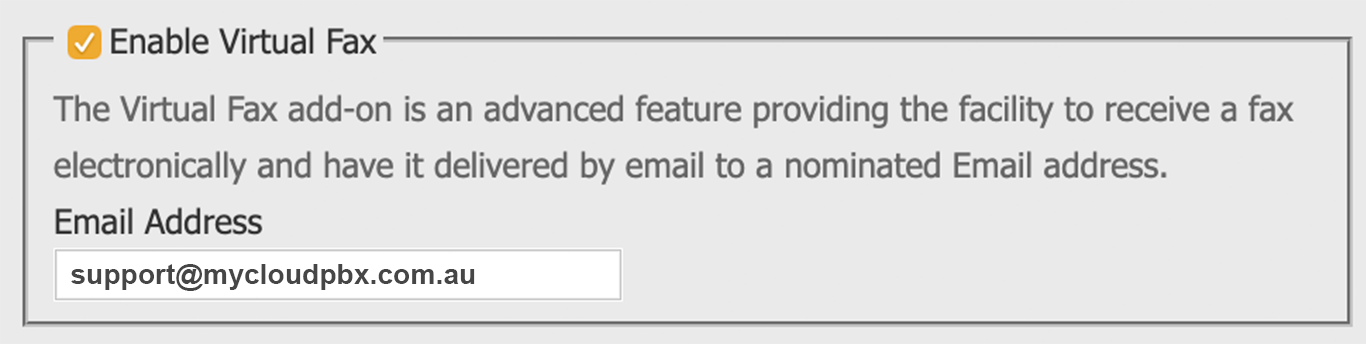 Enable Virtual Fax
The Virtual Fax add-on is an advanced feature providing the facility to receive a fax
electronically and have it delivered by email to a nominated Email address.
Email Address
support@mycloudpbx.com.au